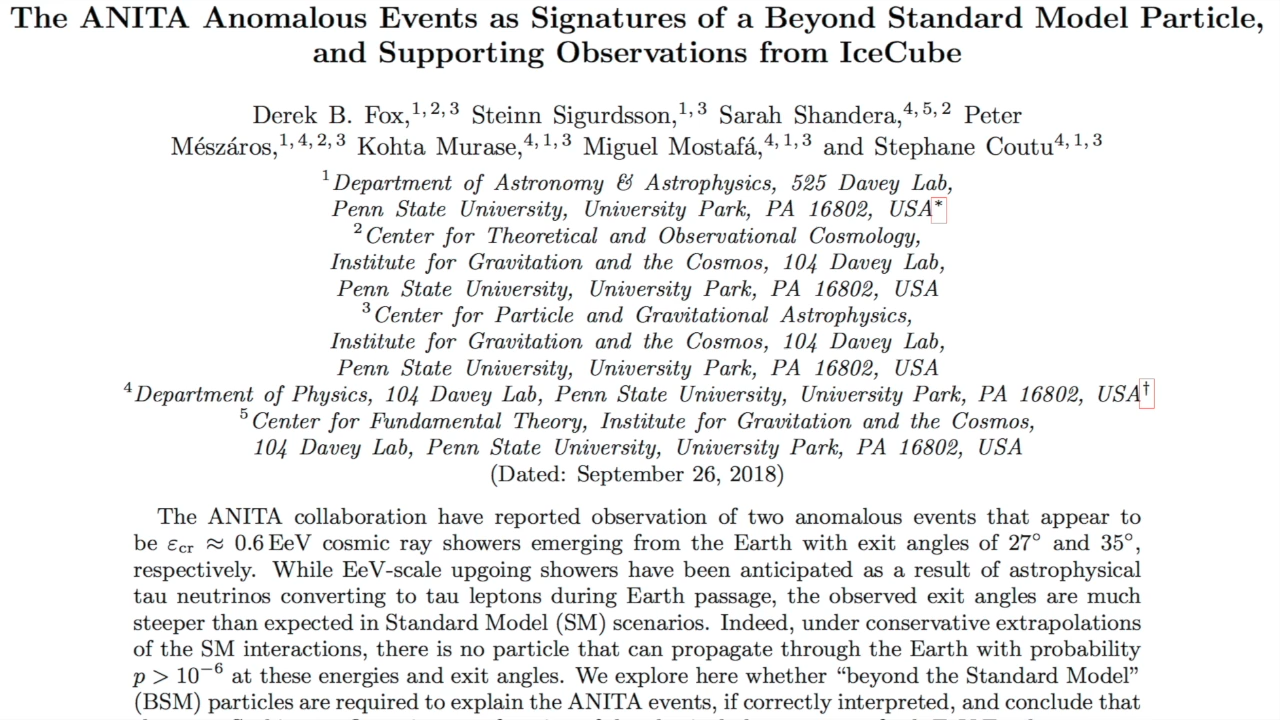 The ANITA Anomalous Events as Signatures of a Beyond Standard Model Particle,
and Supporting Observations from IceCube
Derek B. Fox,1, 2, 3 Steinn Sigurdsson,1, 3 Sarah Shandera,4, 5, 2 Peter
Mészáros,1, 4, 2, 3 Kohta Murase,4, 1, 3 Miguel Mostafá,4, 1, 3 and Stephane Coutu4, 1, 3
1Department of Astronomy & Astrophysics, 525 Davey Lab,
Penn State University, University Park, PA 16802, USA*
2Center for Theoretical and Observational Cosmology,
Institute for Gravitation and the Cosmos, 104 Davey Lab,
Penn State University, University Park, PA 16802, USA
3Center for Particle and Gravitational Astrophysics,
Institute for Gravitation and the Cosmos, 104 Davey Lab,
Penn State University, University Park, PA 16802, USA
4Department of Physics, 104 Davey Lab, Penn State University, University Park, PA 16802, USA†
5Center for Fundamental Theory, Institute for Gravitation and the Cosmos,
104 Davey Lab, Penn State University, University Park, PA 16802, USA
(Dated: September 26, 2018)
The ANITA collaboration have reported observation of two anomalous events that appear to
be εcr ≈ 0.6 EeV cosmic ray showers emerging from the Earth with exit angles of 27° and 35°,
respectively. While EeV-scale upgoing showers have been anticipated as a result of astrophysical
tau neutrinos converting to tau leptons during Earth passage, the observed exit angles are much
steeper than expected in Standard Model (SM) scenarios. Indeed, under conservative extrapolations
of the SM interactions, there is no particle that can propagate through the Earth with probability
p > 10−6 at these energies and exit angles. We explore here whether “beyond the Standard Model”
(BSM) particles are required to explain the ANITA events, if correctly interpreted, and conclude that